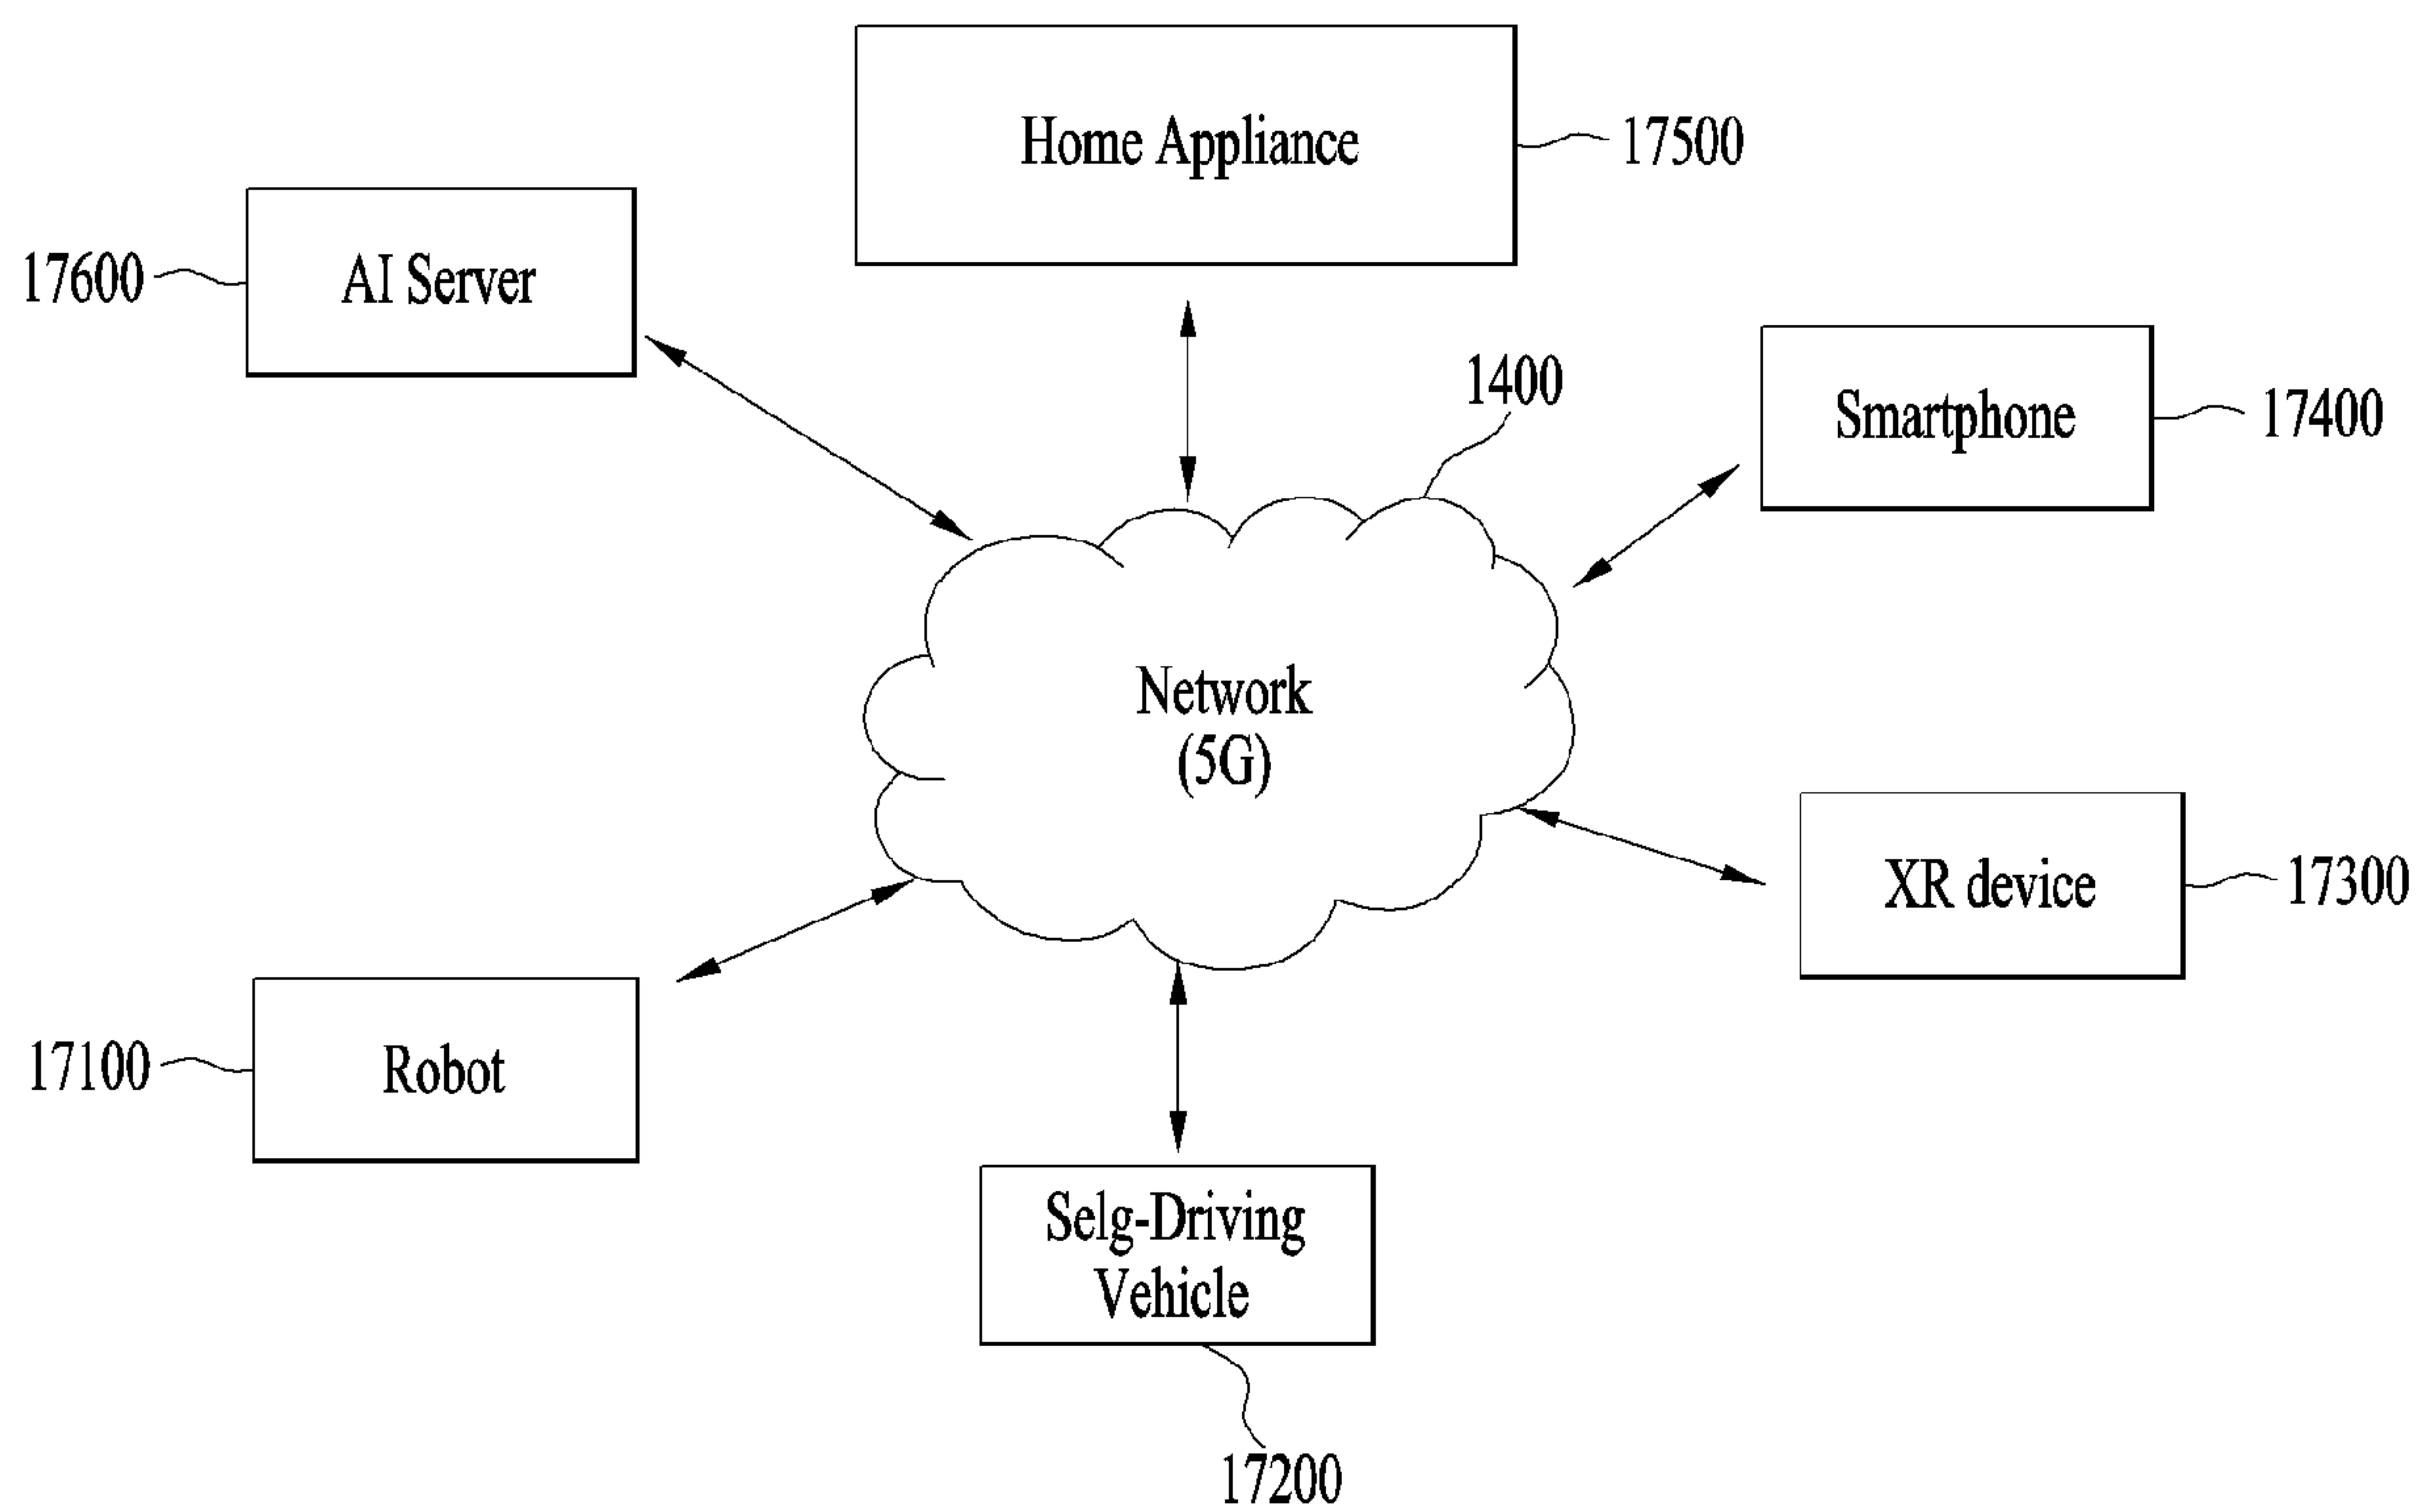 Home Appliance
17500
17600
AI Server
1400
Smartphone
17400
Network
(5G)
XR device
17300
17100
Robot
Selg-Driving
Vehicle
17200